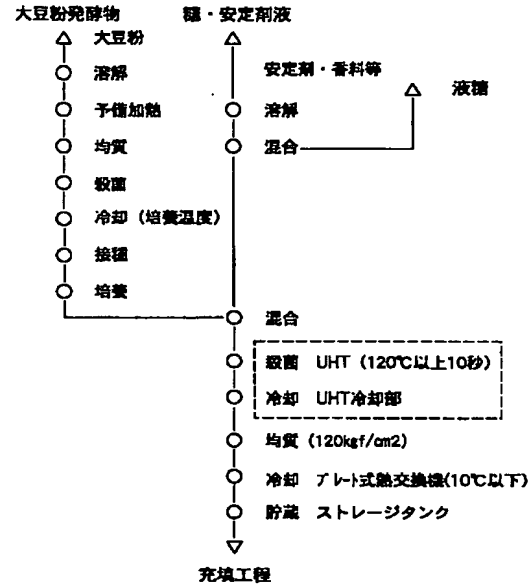 大豆粉発酵物
糖・安定剤液
大豆粉
安定剤・香料等
液糖
溶解
溶解
予備加熱
混合
均質
殺菌
冷却（培養温度）
接種
培養
混合
殺菌 UHT（120℃以上10秒）
冷却 UHT冷却部
均質（120kgf/cm2）
冷却 プレート式熱交換機(10℃以下)
貯蔵 ストレージタンク
充填工程